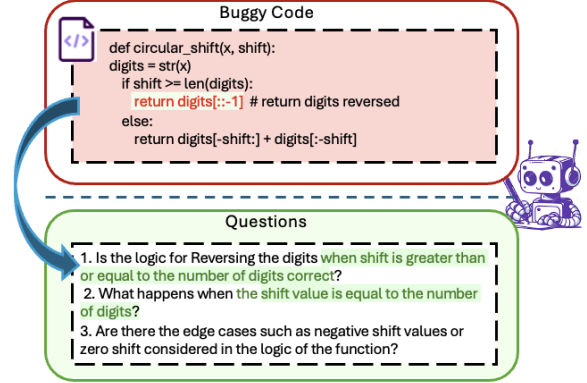 Buggy Code
</>
def circular_shift(x, shift):
digits = str(x)
if shift >= len(digits):
return digits[::-1] # return digits reversed
else:
return digits[-shift:] + digits[:-shift]
Questions
1. Is the logic for Reversing the digits when shift is greater than
or equal to the number of digits correct?
2. What happens when the shift value is equal to the number
of digits?
3. Are there the edge cases such as negative shift values or
zero shift considered in the logic of the function?